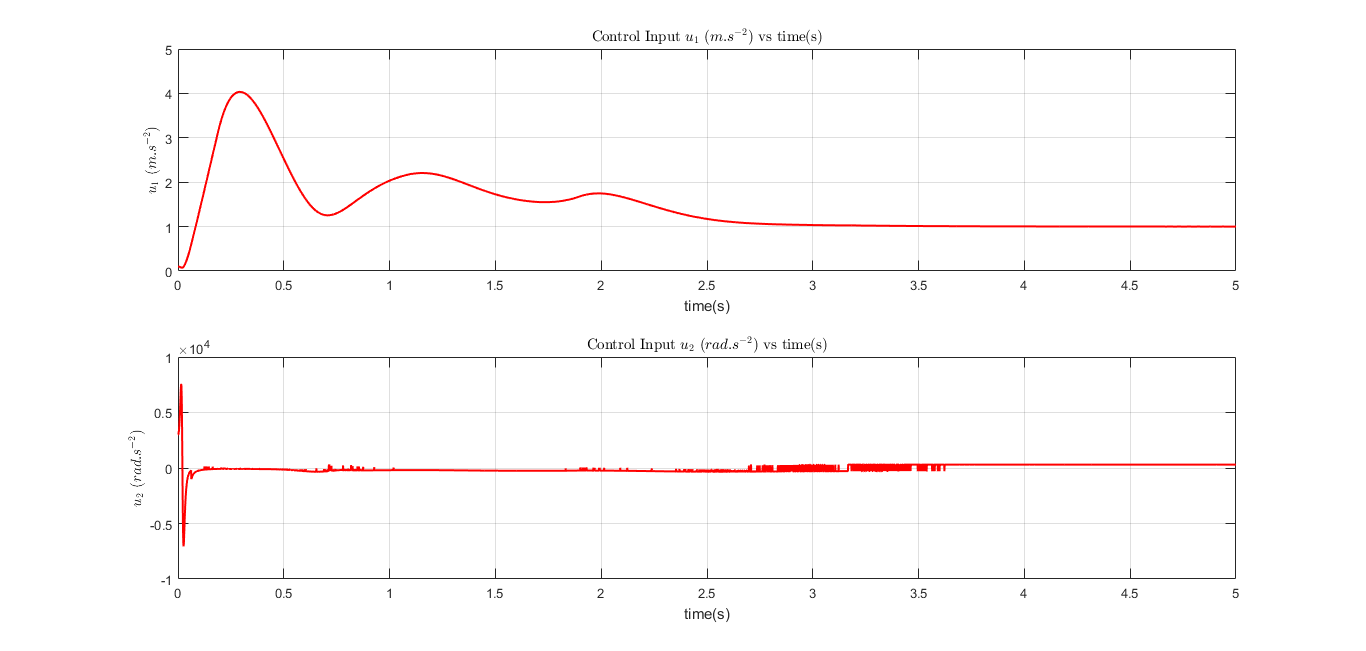 Control Input u₁ (m.s⁻²) vs time(s)
u₁ (m.s⁻²)
5
4
3
2
1
0
0 0.5 1 1.5 2 2.5 3 3.5 4 4.5 5
time(s)
Control Input u₂ (rad.s⁻²) vs time(s)
×10⁴
u₂ (rad.s⁻²)
1
0.5
0
-0.5
-1
0 0.5 1 1.5 2 2.5 3 3.5 4 4.5 5
time(s)